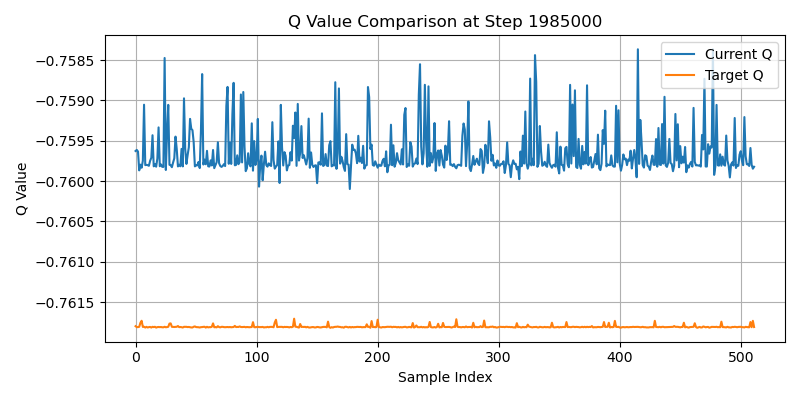 Q Value Comparison at Step 1985000
Current Q
Target Q
−0.7585
−0.7590
−0.7595
−0.7600
−0.7605
−0.7610
−0.7615
Q Value
0 100 200 300 400 500
Sample Index